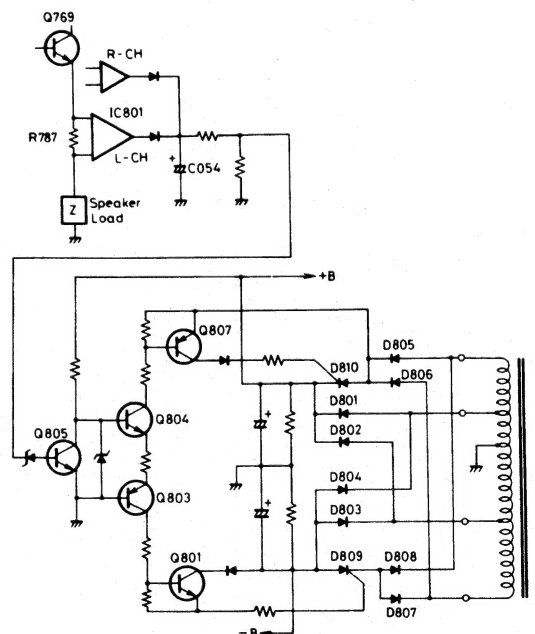 Q769
R-CH
IC801
R787
L-CH
+
C054
Z
Speaker
Load
+B
Q807
D805
D810
D806
D801
Q804
+
D802
Q805
D804
Q803
+
D803
Q801
D809
D808
D807
-B